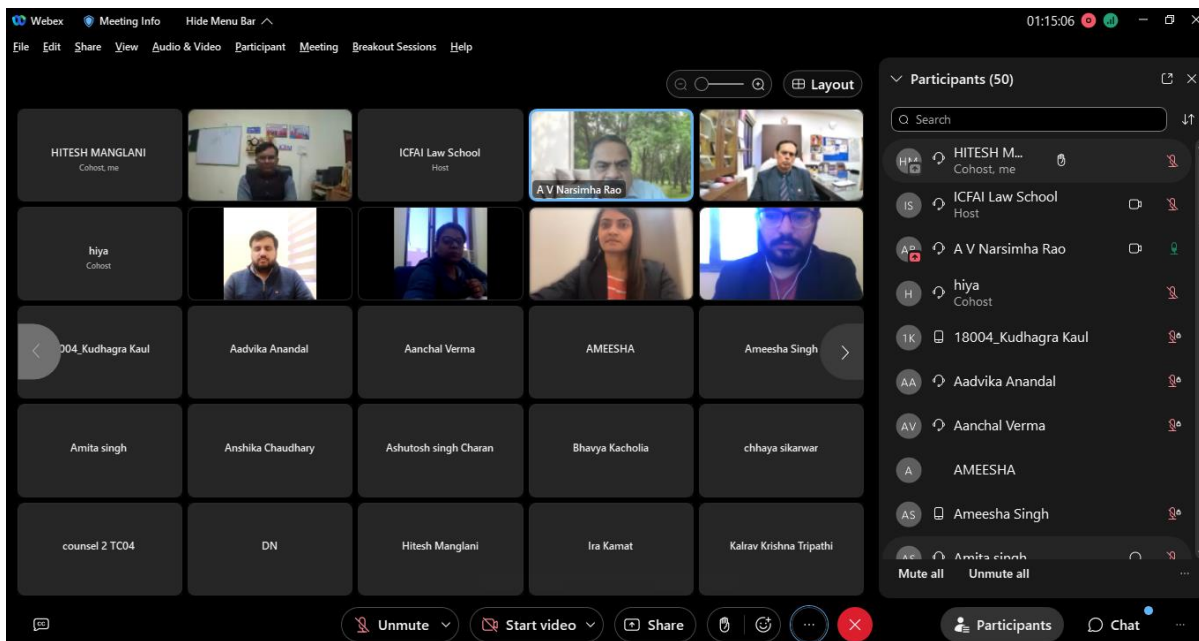 Webex Meeting Info Hide Menu Bar 01:15:06
File Edit Share View Audio & Video Participant Meeting Breakout Sessions Help
Layout
HITESH MANGLANI
Cohost, me
ICFAI Law School
Host
A V Narsimha Rao
hiya
Cohost
004_Kudhagra Kaul
Aadvika Anandal
Aanchal Verma
AMEESHA
Ameesha Singh
Amita singh
Anshika Chaudhary
Ashutosh singh Charan
Bhavya Kacholia
chhaya sikarwar
counsel 2 TC04
DN
Hitesh Manglani
Ira Kamat
Kalrav Krishna Tripathi
Participants (50)
Search
HM HITESH M...
Cohost, me
IS ICFAI Law School
Host
A V Narsimha Rao
H hiya
Cohost
1K 18004_Kudhagra Kaul
AA Aadvika Anandal
AV Aanchal Verma
A AMEESHA
AS Ameesha Singh
AS Amita singh
Mute all Unmute all
CC Unmute Start video Share Participants Chat